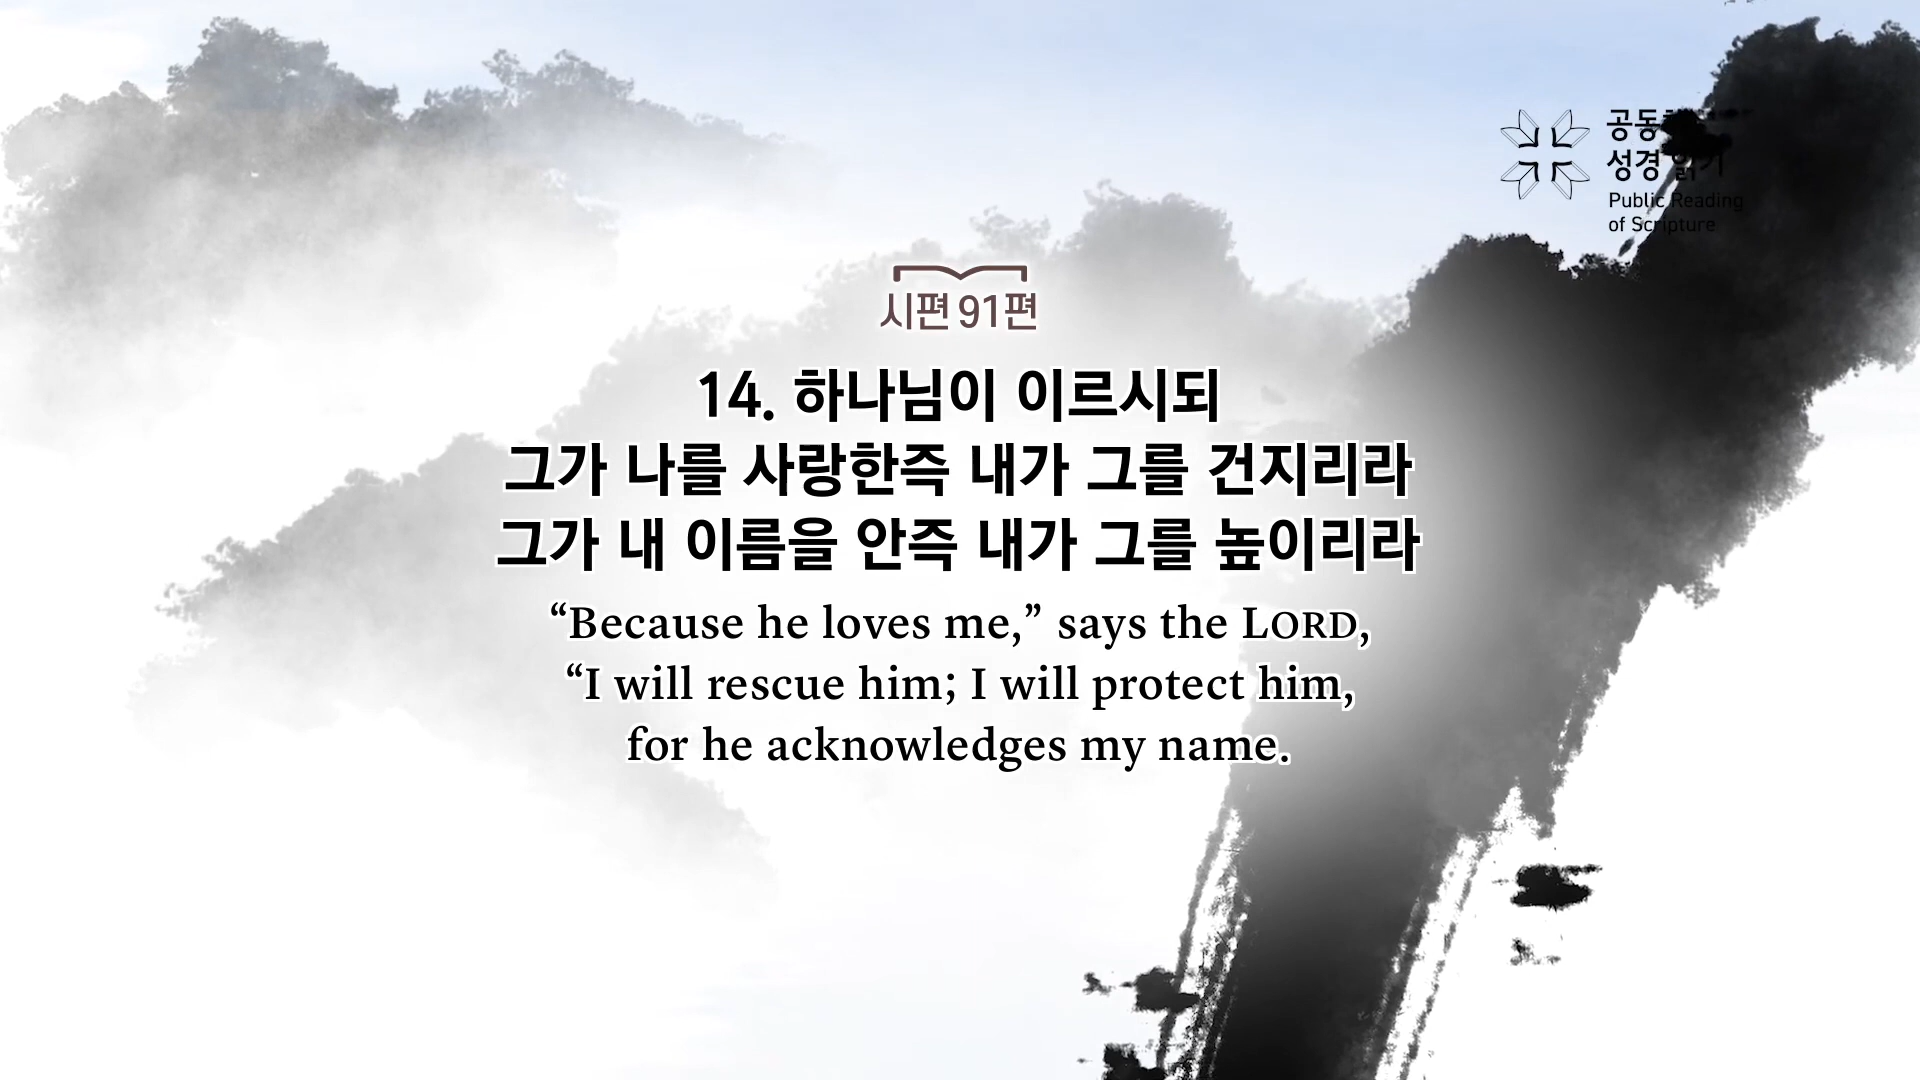 공동
성경 읽기
Public Reading
of Scripture
시편 91편
14. 하나님이 이르시되
그가 나를 사랑한즉 내가 그를 건지리라
그가 내 이름을 안즉 내가 그를 높이리라
“Because he loves me,” says the LORD,
“I will rescue him; I will protect him,
for he acknowledges my name.